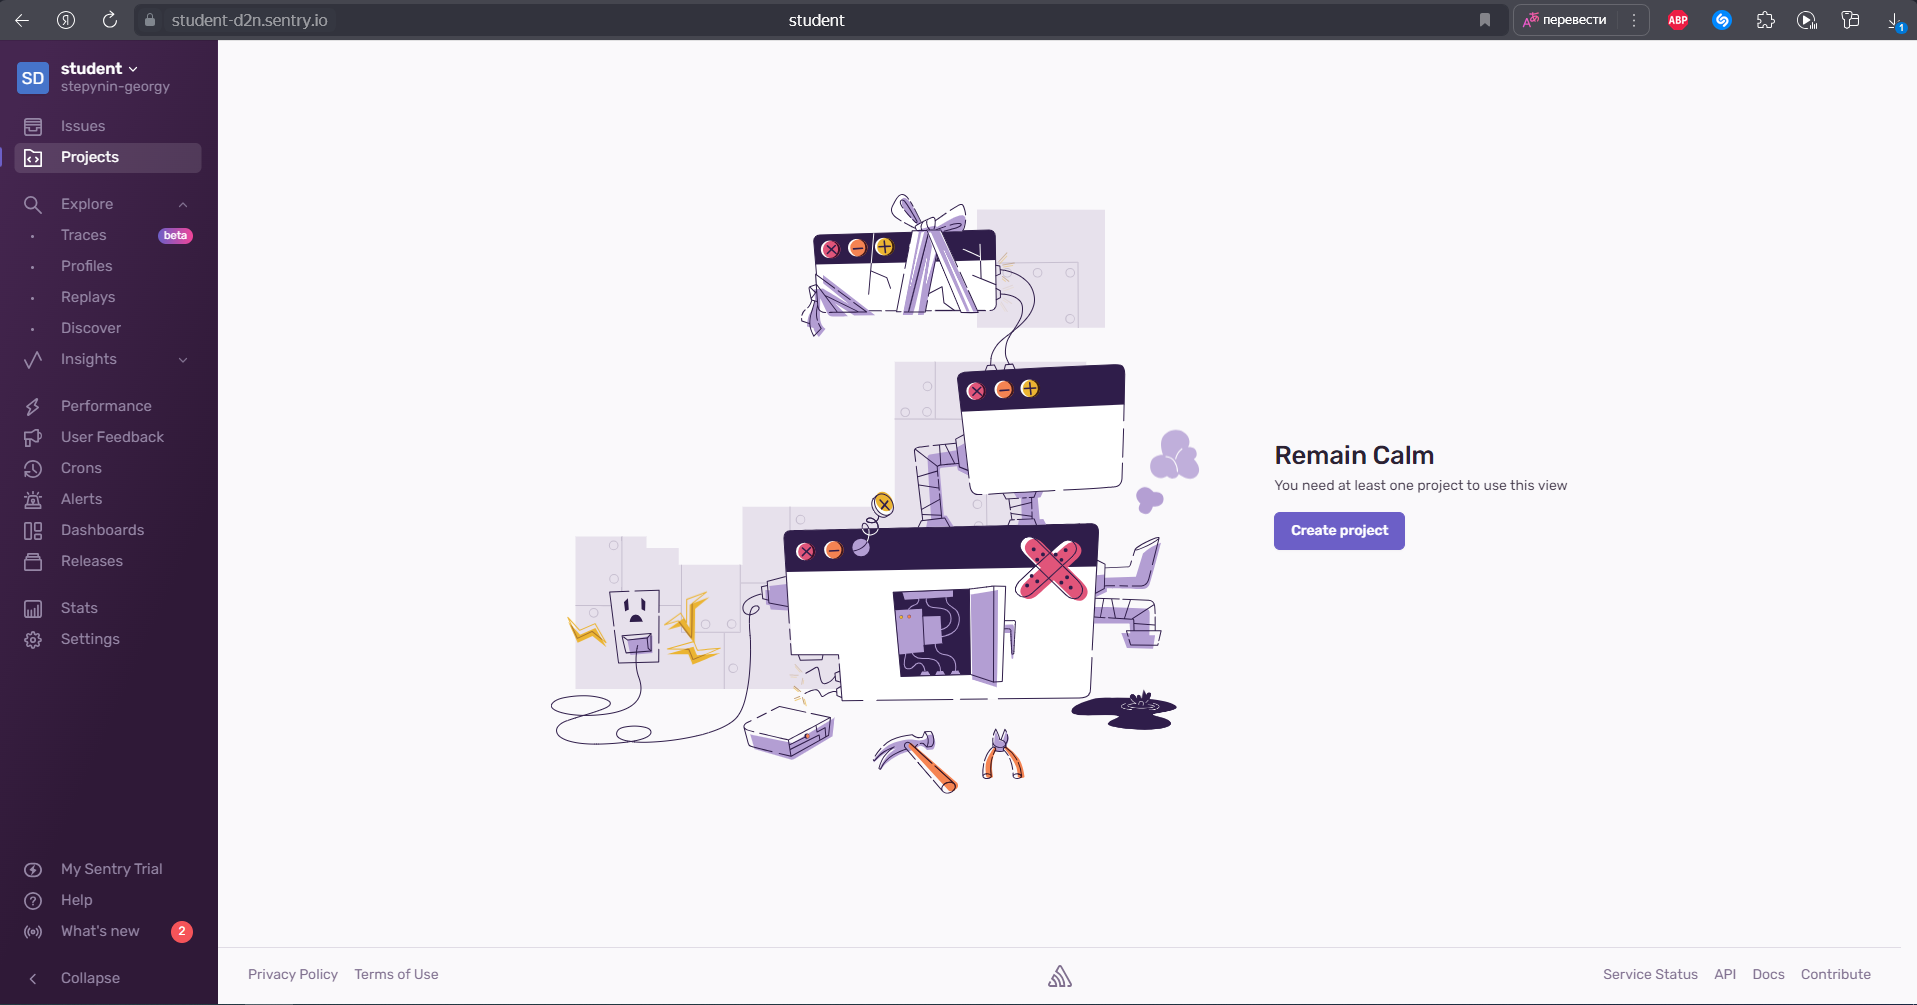 student-d2n.sentry.io
student
перевести
ABP
1
SD
student
stepynin-georgy
Issues
Projects
Explore
Traces
beta
Profiles
Replays
Discover
Insights
Performance
User Feedback
Crons
Alerts
Dashboards
Releases
Stats
Settings
Remain Calm
You need at least one project to use this view
Create project
My Sentry Trial
Help
What's new
2
Collapse
Privacy Policy
Terms of Use
Service Status
API
Docs
Contribute